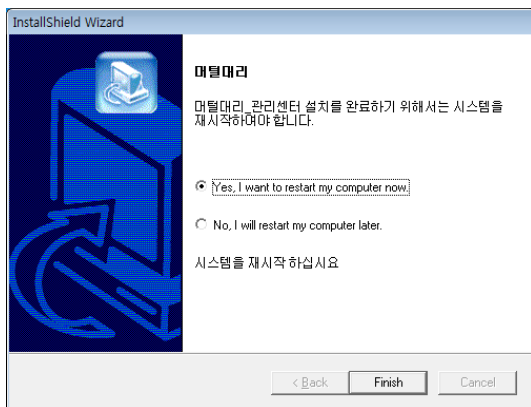 InstallShield Wizard
머털대리
머털대리_관리센터 설치를 완료하기 위해서는 시스템을
재시작하며야 합니다.
Yes, I want to restart my computer now.
No, I will restart my computer later.
시스템을 재시작 하십시요
< Back
Finish
Cancel